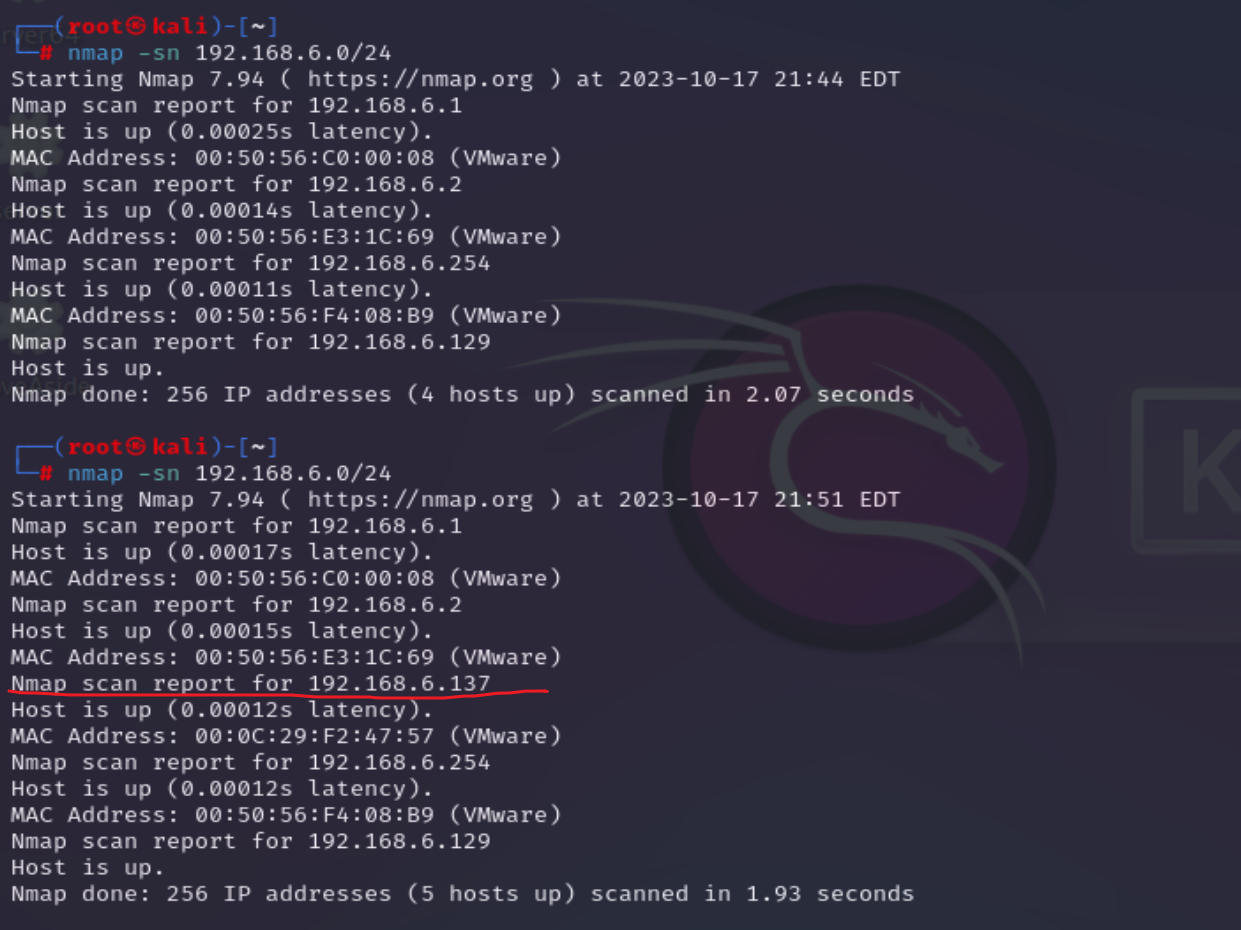 ┌──(root㉿kali)-[~]
└─# nmap -sn 192.168.6.0/24
Starting Nmap 7.94 ( https://nmap.org ) at 2023-10-17 21:44 EDT
Nmap scan report for 192.168.6.1
Host is up (0.00025s latency).
MAC Address: 00:50:56:C0:00:08 (VMware)
Nmap scan report for 192.168.6.2
Host is up (0.00014s latency).
MAC Address: 00:50:56:E3:1C:69 (VMware)
Nmap scan report for 192.168.6.254
Host is up (0.00011s latency).
MAC Address: 00:50:56:F4:08:B9 (VMware)
Nmap scan report for 192.168.6.129
Host is up.
Nmap done: 256 IP addresses (4 hosts up) scanned in 2.07 seconds
┌──(root㉿kali)-[~]
└─# nmap -sn 192.168.6.0/24
Starting Nmap 7.94 ( https://nmap.org ) at 2023-10-17 21:51 EDT
Nmap scan report for 192.168.6.1
Host is up (0.00017s latency).
MAC Address: 00:50:56:C0:00:08 (VMware)
Nmap scan report for 192.168.6.2
Host is up (0.00015s latency).
MAC Address: 00:50:56:E3:1C:69 (VMware)
Nmap scan report for 192.168.6.137
Host is up (0.00012s latency).
MAC Address: 00:0C:29:F2:47:57 (VMware)
Nmap scan report for 192.168.6.254
Host is up (0.00012s latency).
MAC Address: 00:50:56:F4:08:B9 (VMware)
Nmap scan report for 192.168.6.129
Host is up.
Nmap done: 256 IP addresses (5 hosts up) scanned in 1.93 seconds
K